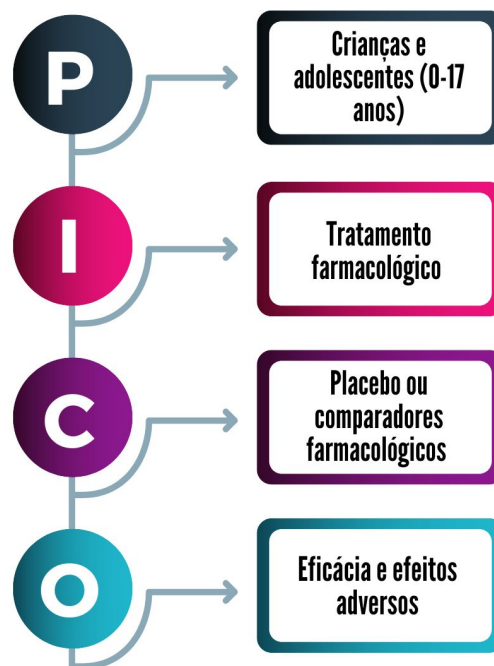 P
Crianças e
adolescentes (0-17
anos)
I
Tratamento
farmacológico
C
Placebo ou
comparadores
farmacológicos
O
Eficácia e efeitos
adversos